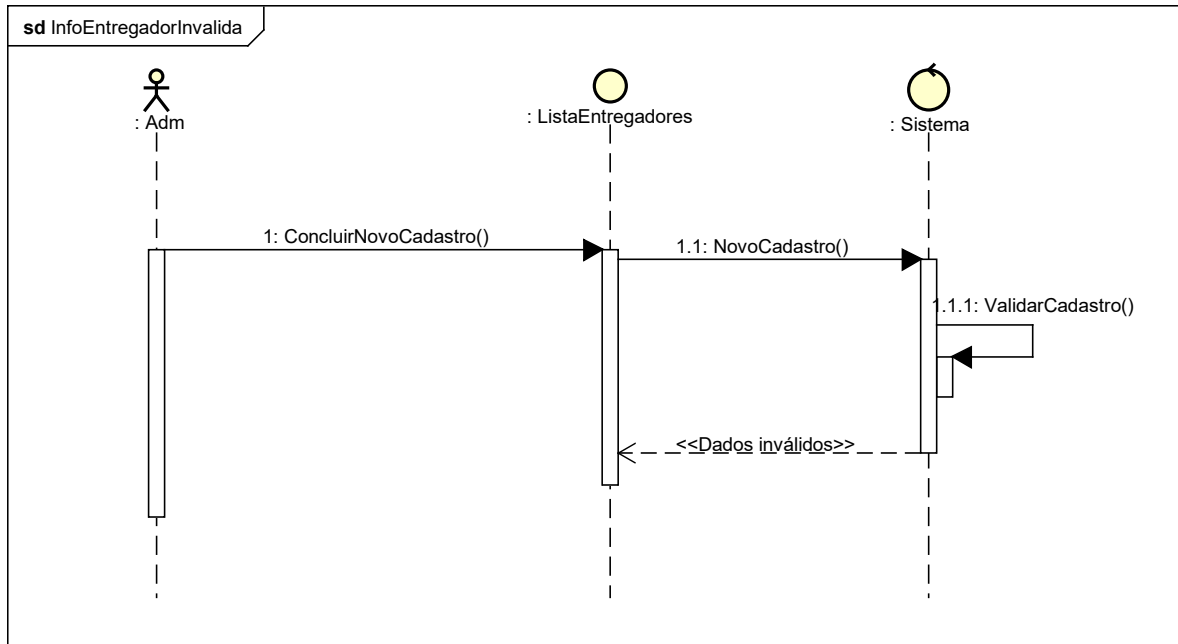 sd InfoEntregadorInvalida
: Adm
: ListaEntregadores
: Sistema
1: ConcluirNovoCadastro()
1.1: NovoCadastro()
1.1.1: ValidarCadastro()
<<Dados inválidos>>